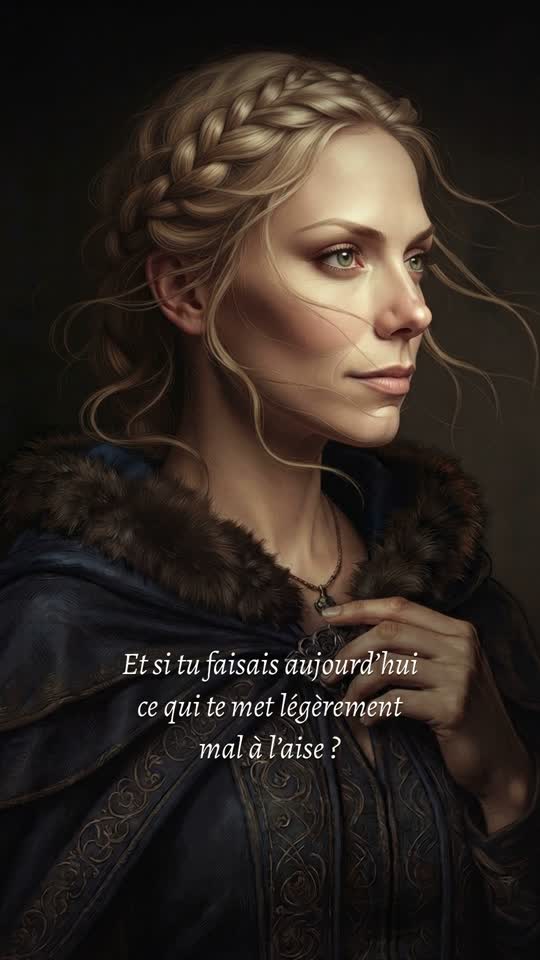 Et si tu faisais aujourd’hui
ce qui te met légèrement
mal à l’aise ?